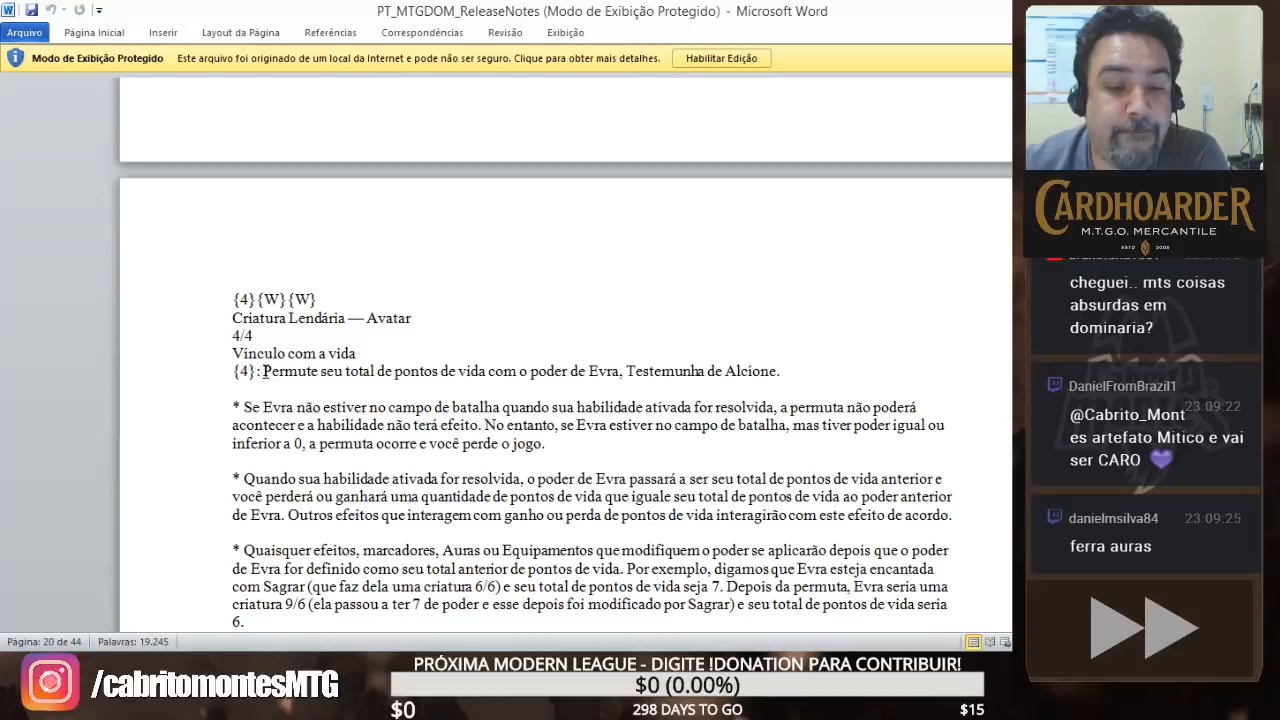 PT_MTGDOM_ReleaseNotes (Modo de Exibição Protegido) - Microsoft Word
Arquivo Página Inicial Inserir Layout da Página Referências Correspondências Revisão Exibição
Modo de Exibição Protegido Este arquivo foi originado de um local da Internet e pode não ser seguro. Clique para obter mais detalhes. Habilitar Edição
{4}{W}{W}
Criatura Lendária — Avatar
4/4
Vínculo com a vida
{4}: Permute seu total de pontos de vida com o poder de Evra, Testemunha de Alcíone.
* Se Evra não estiver no campo de batalha quando sua habilidade ativada for resolvida, a permuta não poderá
acontecer e a habilidade não terá efeito. No entanto, se Evra estiver no campo de batalha, mas tiver poder igual ou
inferior a 0, a permuta ocorre e você perde o jogo.
* Quando sua habilidade ativada for resolvida, o poder de Evra passará a ser seu total de pontos de vida anterior e
você perderá ou ganhará uma quantidade de pontos de vida que iguale seu total de pontos de vida ao poder anterior
de Evra. Outros efeitos que interagem com ganho ou perda de pontos de vida interagirão com este efeito de acordo.
* Quaisquer efeitos, marcadores, Auras ou Equipamentos que modifiquem o poder se aplicarão depois que o poder
de Evra for definido como seu total anterior de pontos de vida. Por exemplo, digamos que Evra esteja encantada
com Sagrar (que faz dela uma criatura 6/6) e seu total de pontos de vida seja 7. Depois da permuta, Evra seria uma
criatura 9/6 (ela passou a ter 7 de poder e esse depois foi modificado por Sagrar) e seu total de pontos de vida seria
6.
Página: 20 de 44 Palavras: 19.245
CARDHOARDER
M.T.G.O. MERCANTILE
ESTD 2005
cheguei.. mts coisas
absurdas em
dominaria?
DanielFromBrazil1
23:09:22
@Cabrito_Mont
es artefato Mitico e vai
ser CARO
danielmsilva84 23:09:25
ferra auras
/cabritomontesMTG
PRÓXIMA MODERN LEAGUE - DIGITE !DONATION PARA CONTRIBUIR!
$0 (0.00%)
$0 298 DAYS TO GO $15